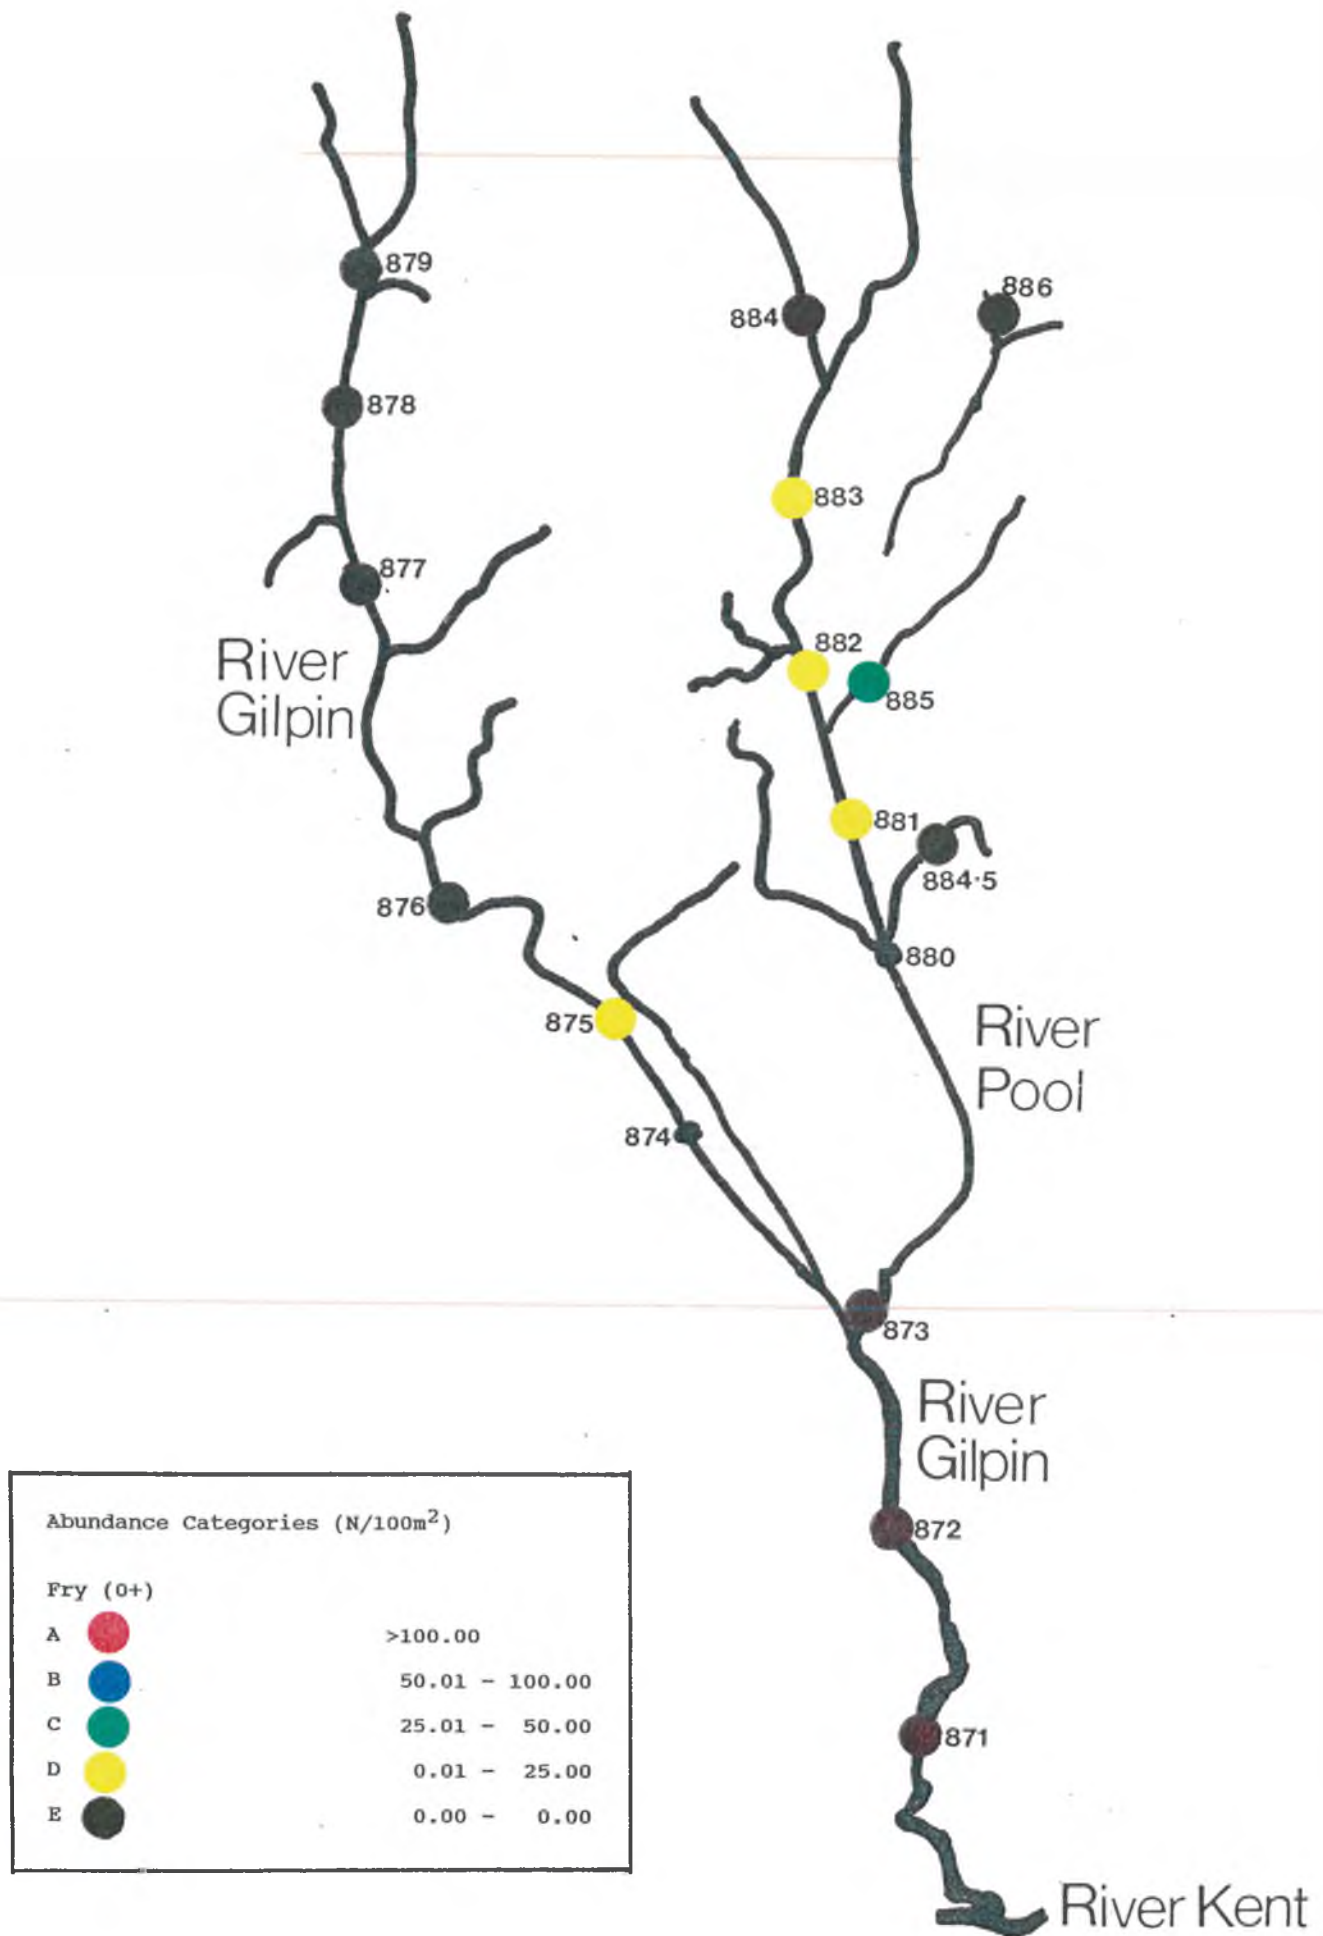 879
886
884
878
883
877
882
River
Gilpin
885
881
884·5
876
880
875
River
Pool
874
873
River
Gilpin
872
Abundance Categories (N/100m²)
Fry (0+)
A >100.00
B 50.01 - 100.00
C 25.01 - 50.00
871
D 0.01 - 25.00
E 0.00 - 0.00
River Kent